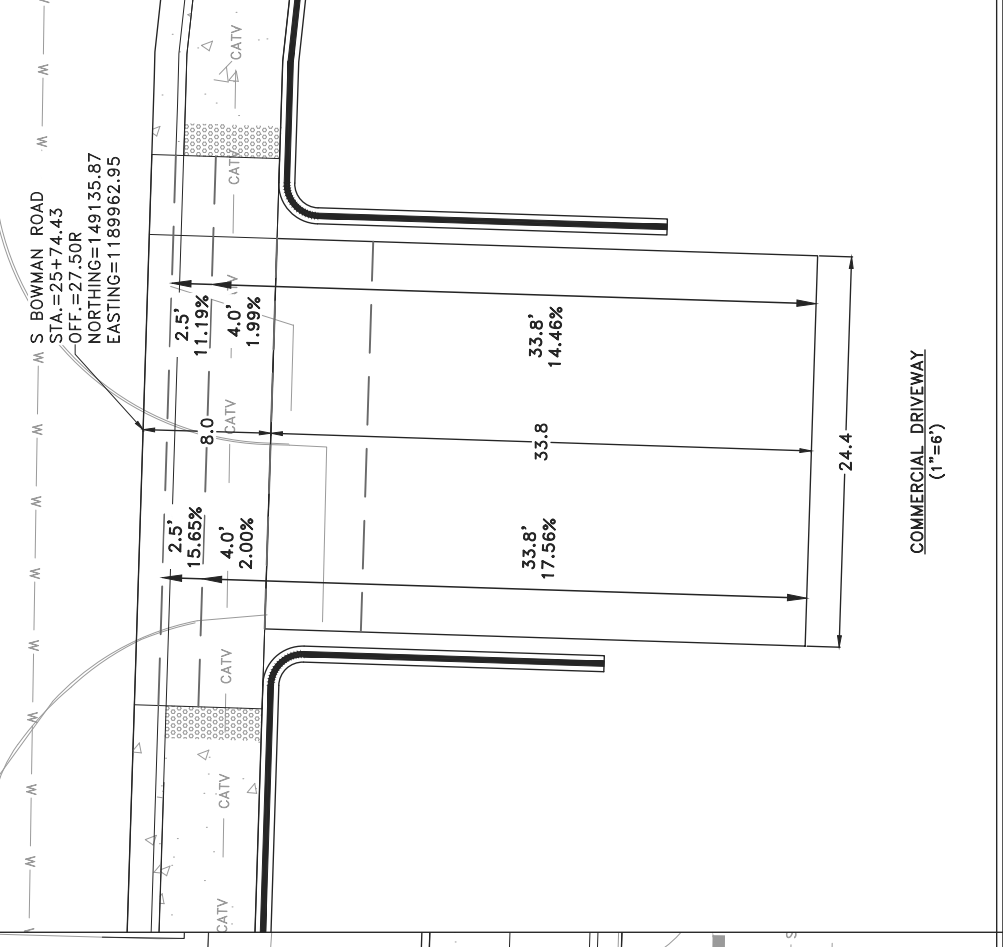 S BOWMAN ROAD
STA.=25+74.43
OFF.=27.50R
NORTHING=149135.87
EASTING=1189962.95
2.5'
11.19%
4.0'
1.99%
33.8'
14.46%
8.0
33.8
24.4
2.5'
15.65%
4.0'
2.00%
33.8'
17.56%
COMMERCIAL DRIVEWAY
(1"=6')
W
W
W
W
W
W
W
W
W
W
W
CATV
CATV
CATV
CATV
CATV
CATV